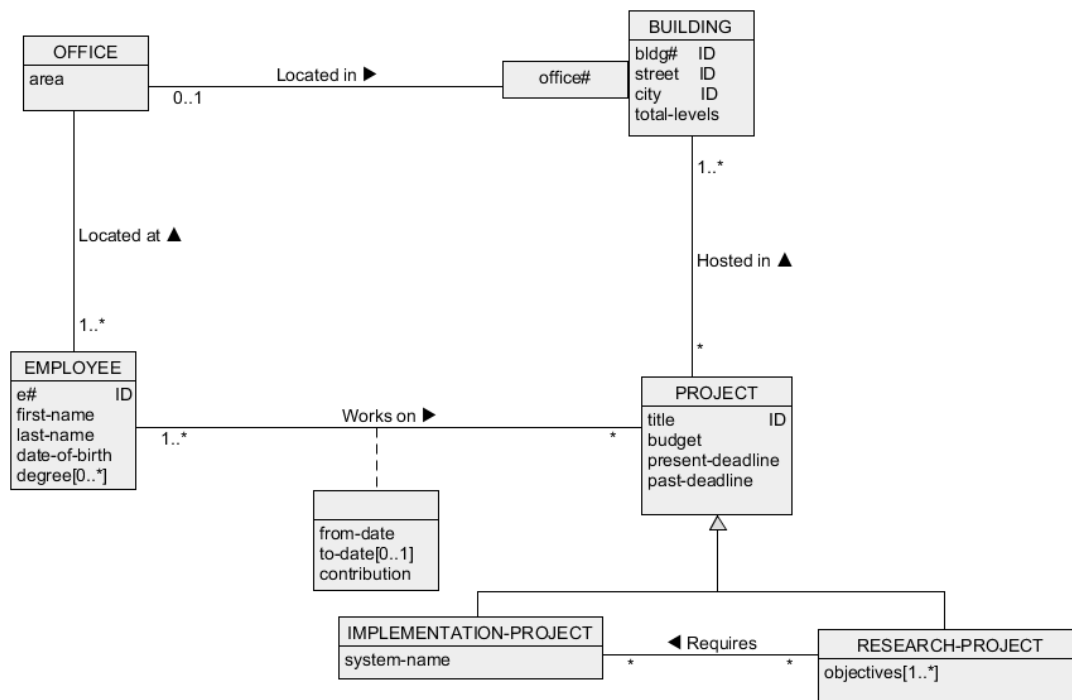 OFFICE
area
Located in ▶
0..1
office#
BUILDING
bldg# ID
street ID
city ID
total-levels
1..*
Located at ▲
Hosted in ▲
1..*
*
EMPLOYEE
e# ID
first-name
last-name
date-of-birth
degree[0..*]
Works on ▶
1..*
*
PROJECT
title ID
budget
present-deadline
past-deadline
from-date
to-date[0..1]
contribution
IMPLEMENTATION-PROJECT
system-name
◀ Requires
*
*
RESEARCH-PROJECT
objectives[1..*]